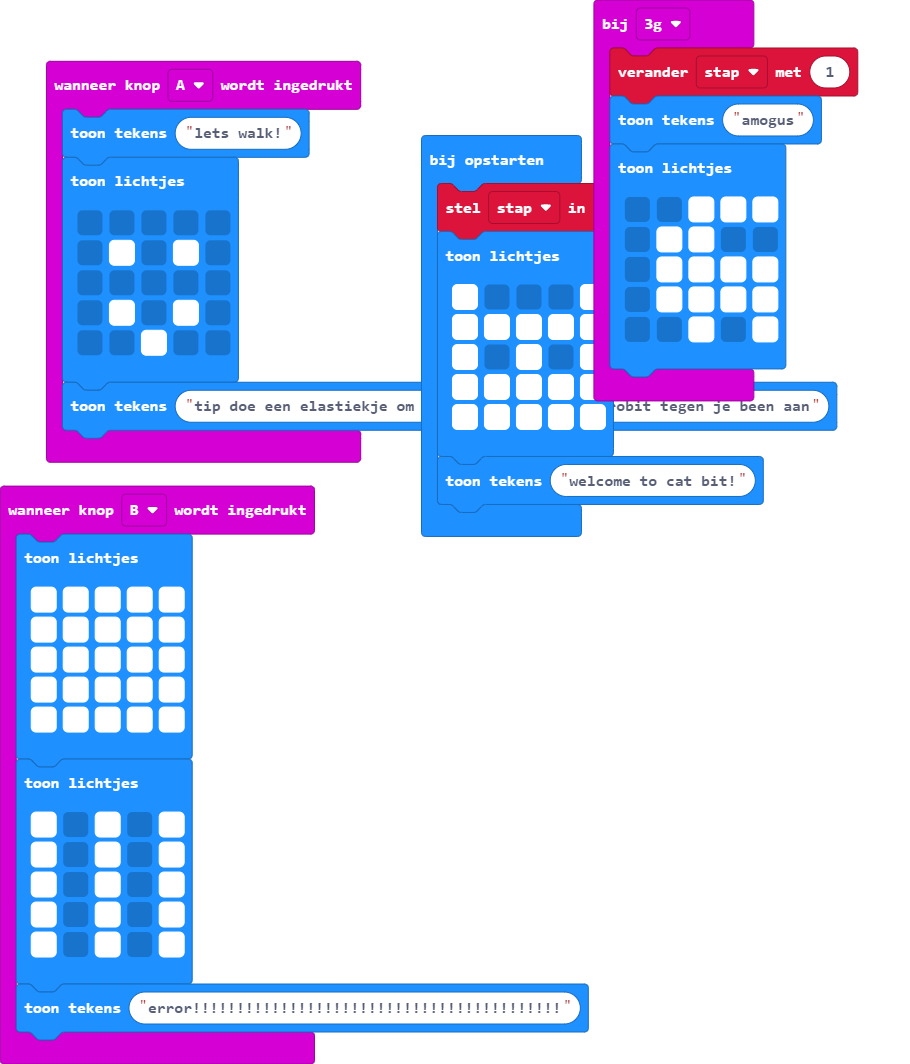 bij 3g
verander stap met 1
toon tekens "amogus"
toon lichtjes
wanneer knop A wordt ingedrukt
toon tekens "lets walk!"
toon lichtjes
toon tekens "tip doe een elastiekje om obit tegen je been aan"
bij opstarten
stel stap in
toon lichtjes
toon tekens "welcome to cat bit!"
wanneer knop B wordt ingedrukt
toon lichtjes
toon lichtjes
toon tekens "error!!!!!!!!!!!!!!!!!!!!!!!!!!!!!!!!!!!!!!!!!!"